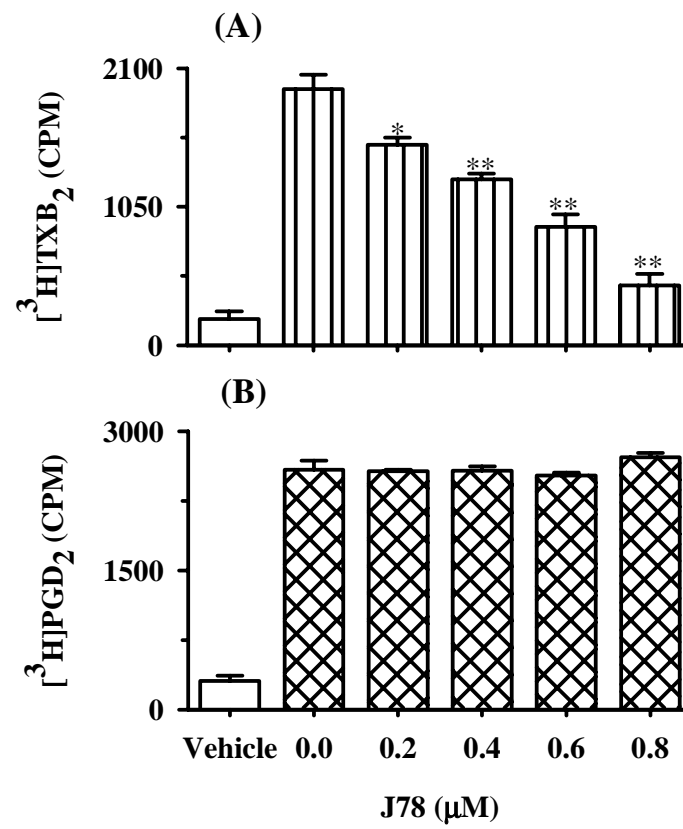 (A)
2100
1050
0
[³H]TXB₂ (CPM)
*
**
**
**
(B)
3000
1500
0
[³H]PGD₂ (CPM)
Vehicle 0.0 0.2 0.4 0.6 0.8
J78 (μM)